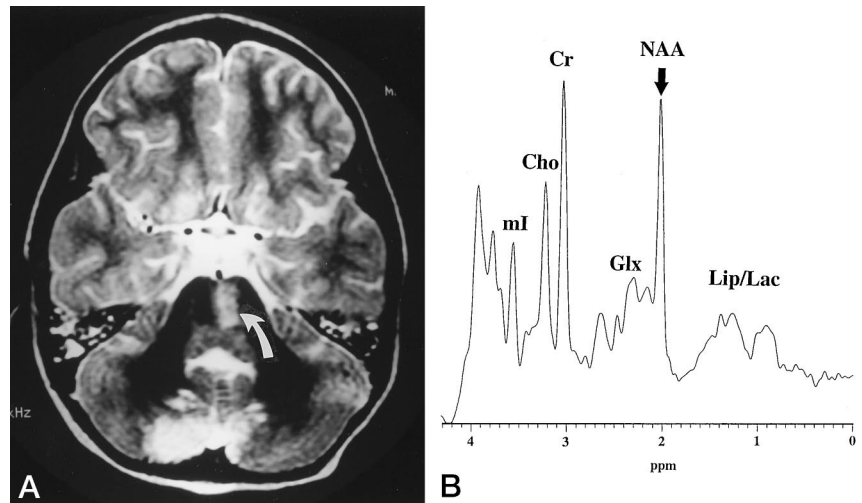 M.
kHz
A
B
NAA
Cr
Cho
mI
Glx
Lip/Lac
4 3 2 1 0
ppm